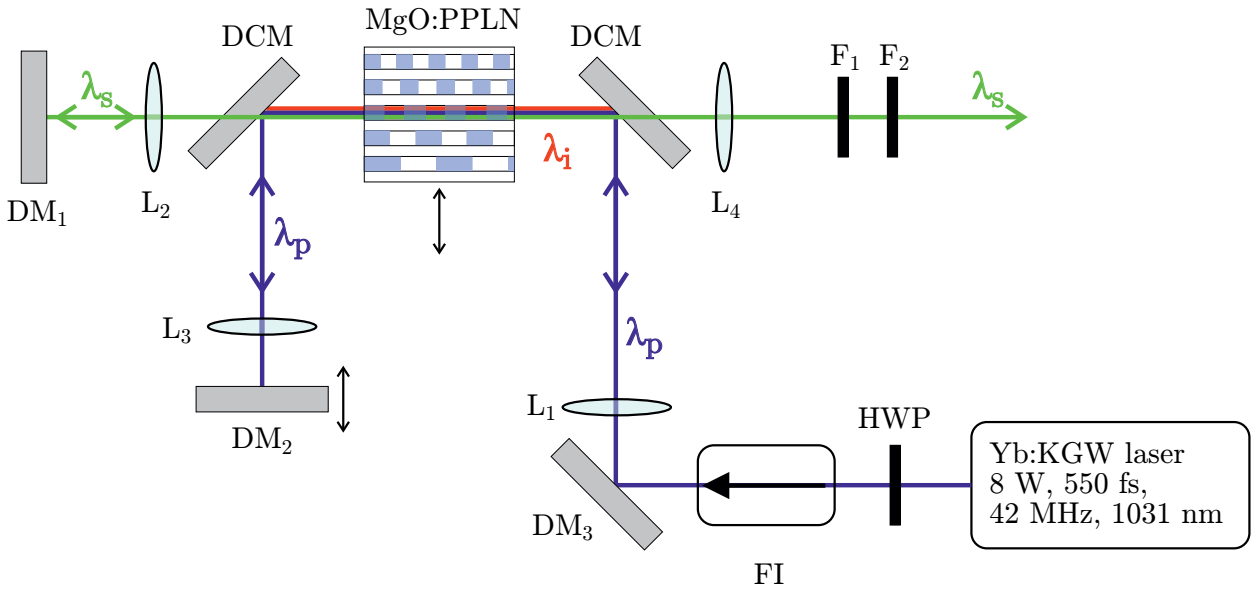 MgO:PPLN
DCM
DCM
F₁
F₂
λs
λs
λi
DM₁
L₂
L₄
λp
L₃
λp
DM₂
L₁
HWP
Yb:KGW laser
8 W, 550 fs,
42 MHz, 1031 nm
DM₃
FI